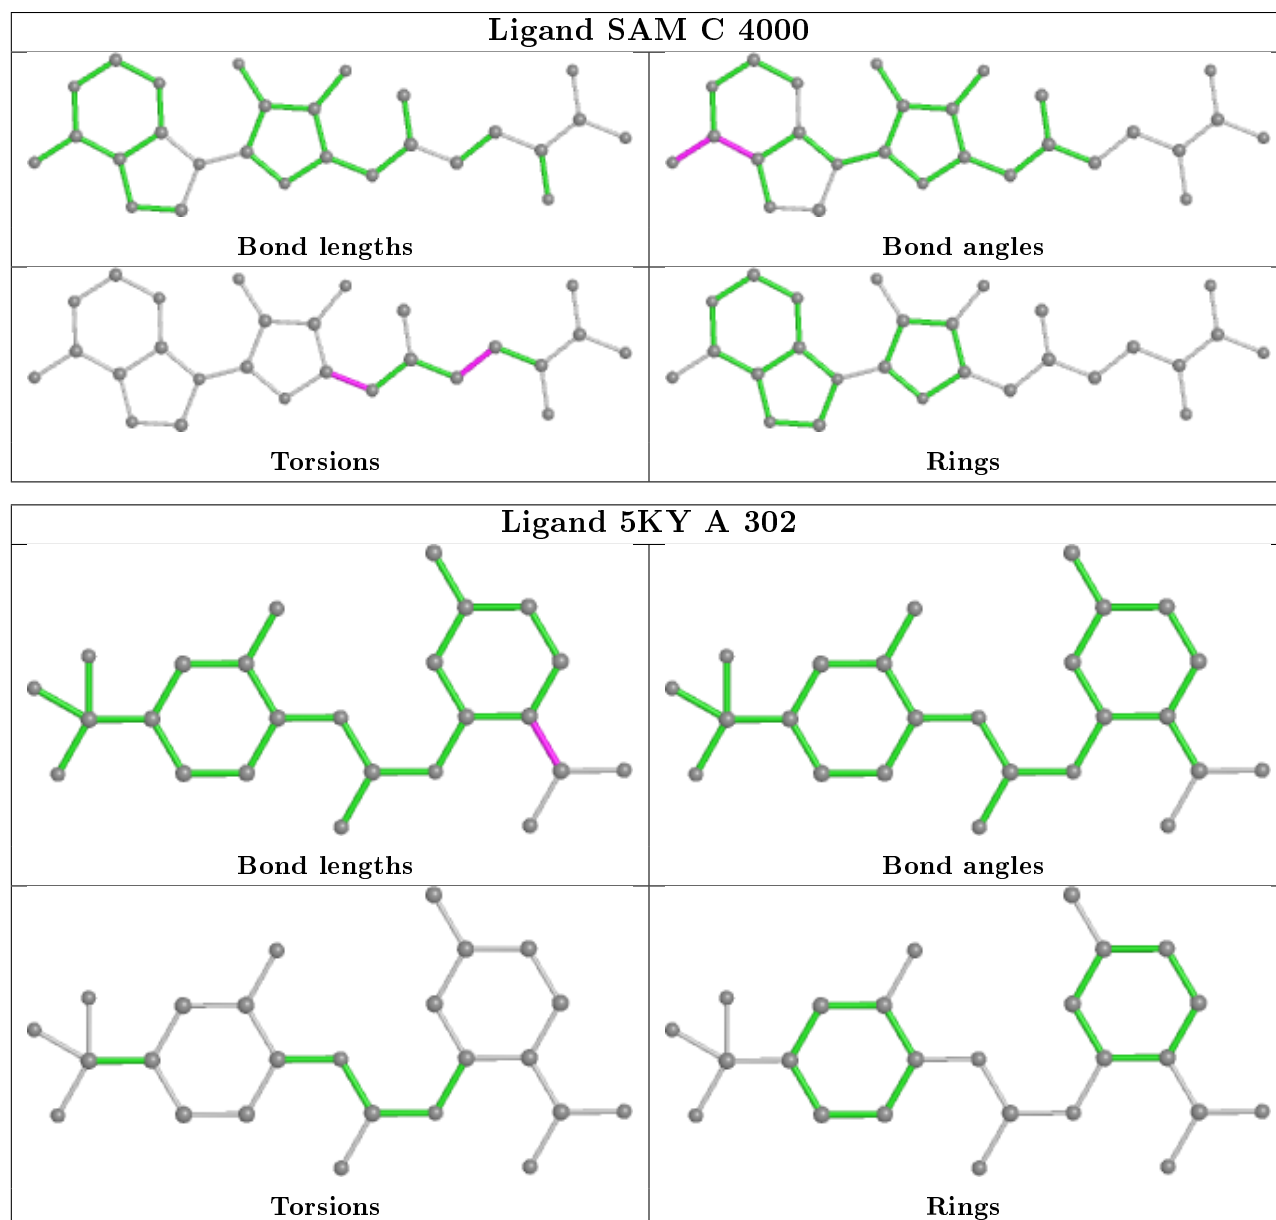 Ligand SAM C 4000
Bond lengths
Bond angles
Torsions
Rings
Ligand 5KY A 302
Bond lengths
Bond angles
Torsions
Rings